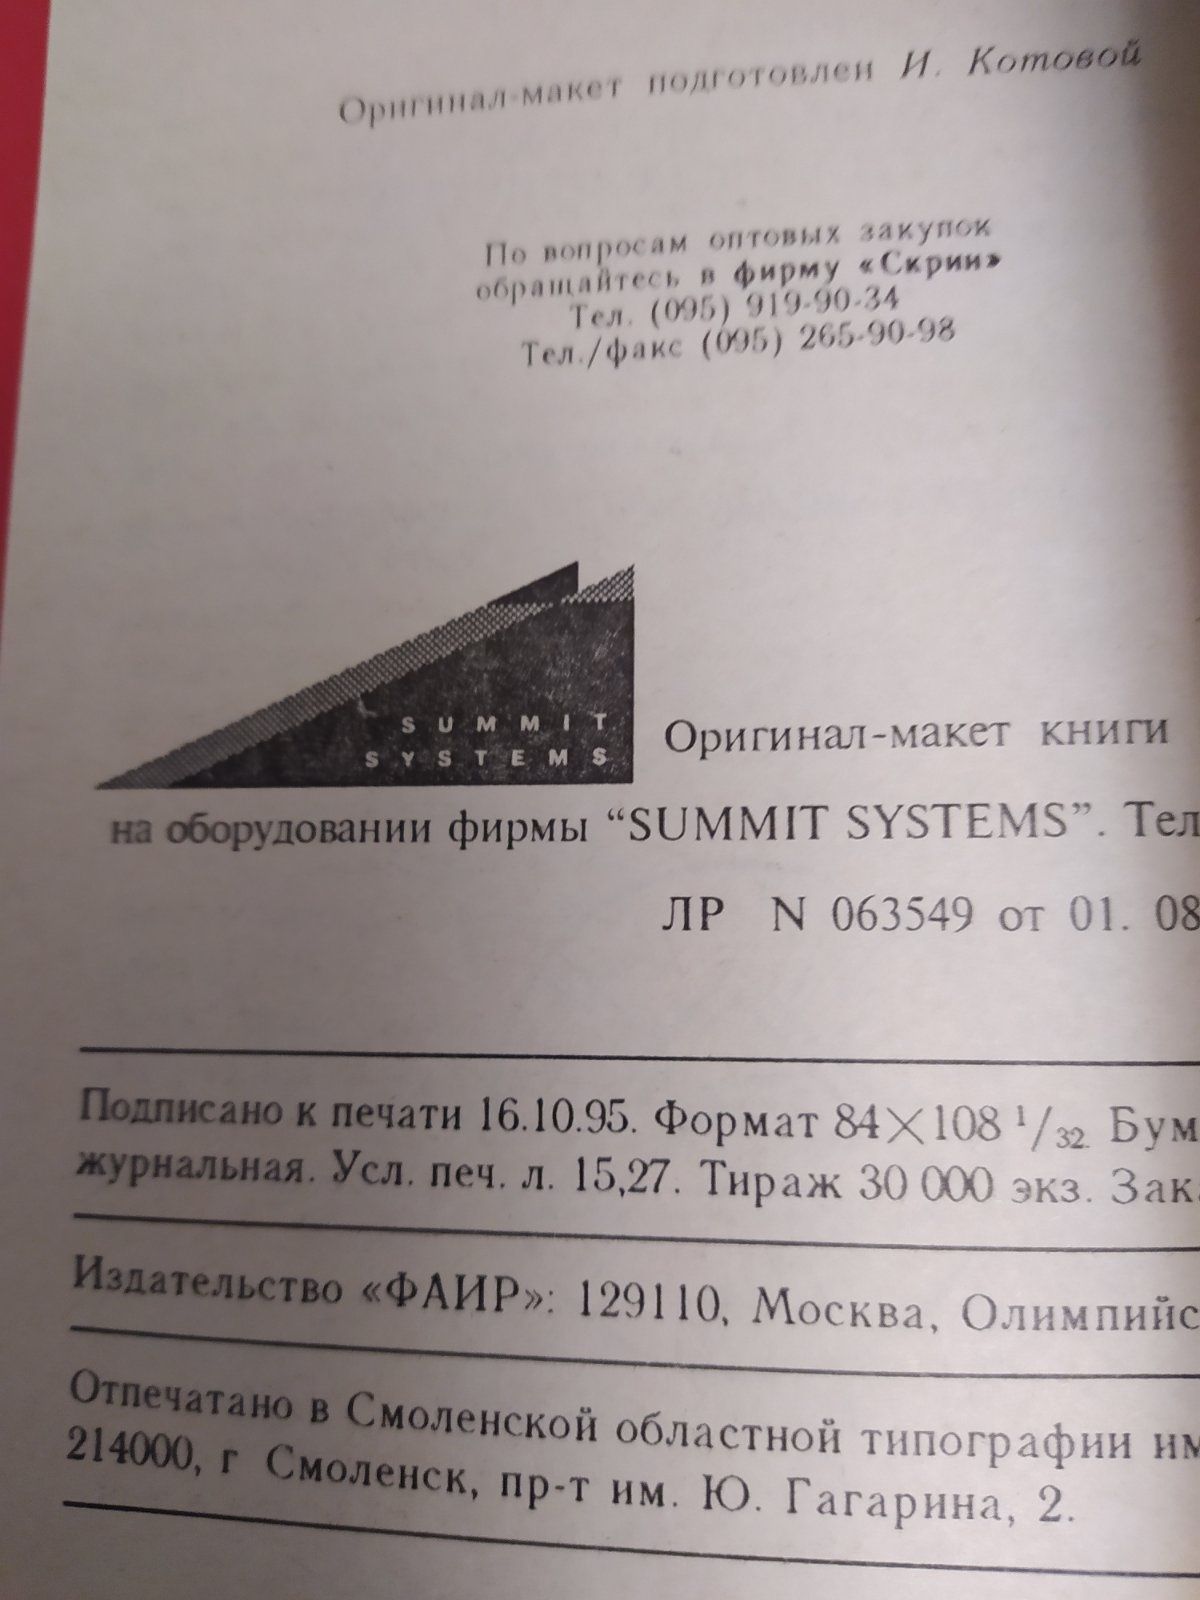 Оригинал-макет подготовлен И. Котовой
По вопросам оптовых закупок
обращайтесь в фирму «Скрин»
Тел. (095) 919-90-34
Тел./факс (095) 265-90-98
SUMMIT
SYSTEMS
Оригинал-макет книги
на оборудовании фирмы “SUMMIT SYSTEMS”. Тел
ЛР N 063549 от 01. 08
Подписано к печати 16.10.95. Формат 84×108 1/32. Бум
журнальная. Усл. печ. л. 15,27. Тираж 30 000 экз. Зак
Издательство «ФАИР»: 129110, Москва, Олимпийс
Отпечатано в Смоленской областной типографии им
214000, г Смоленск, пр-т им. Ю. Гагарина, 2.